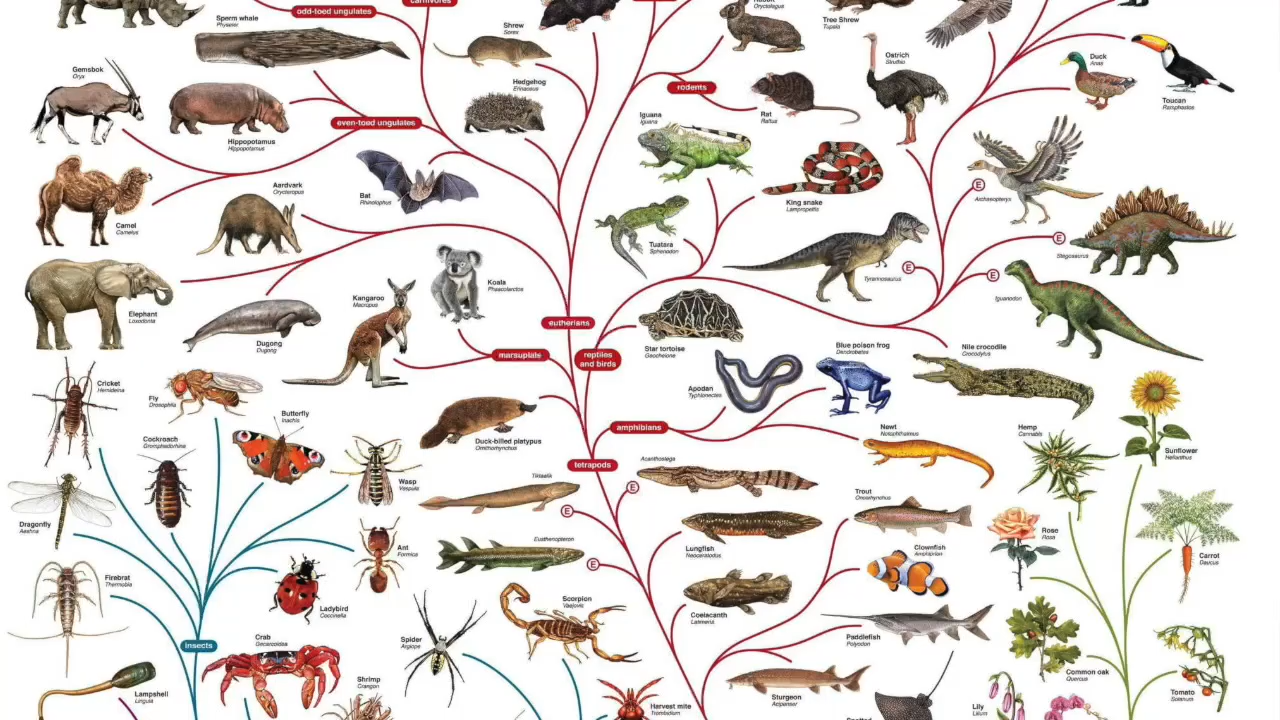 carnivores
odd-toed ungulates
Sperm whale
Physeter
Shrew
Sorex
Oryctolagus
Tree Shrew
Tupaia
Ostrich
Struthio
Duck
Anas
Toucan
Ramphastos
Gemsbok
Oryx
Hedgehog
Erinaceus
rodents
Rat
Rattus
Iguana
Iguana
even-toed ungulates
Hippopotamus
Hippopotamus
King snake
Lampropeltis
E
Archaeopteryx
Aardvark
Orycteropus
Bat
Rhinolophus
Camel
Camelus
Tuatara
Sphenodon
E
Stegosaurus
Tyrannosaurus
E
E
Iguanodon
Koala
Phascolarctos
Kangaroo
Macropus
Elephant
Loxodonta
Dugong
Dugong
eutherians
marsupials
reptiles
and birds
Star tortoise
Geochelone
Blue poison frog
Dendrobates
Nile crocodile
Crocodylus
Apodan
Typhlonectes
Cricket
Hemideina
Fly
Drosophila
Butterfly
Inachis
Cockroach
Gromphadorhina
Duck-billed platypus
Ornithorhynchus
amphibians
Newt
Notophthalmus
Hemp
Cannabis
Sunflower
Helianthus
tetrapods
Acanthostega
E
Wasp
Vespula
Tiktaalik
E
Trout
Oncorhynchus
Dragonfly
Aeshna
Rose
Rosa
Ant
Formica
Eusthenopteron
E
Lungfish
Neoceratodus
Clownfish
Amphiprion
Carrot
Daucus
Firebrat
Thermobia
Ladybird
Coccinella
Scorpion
Vaejovis
Coelacanth
Latimeria
Paddlefish
Polyodon
insects
Crab
Gecarcoidea
Spider
Argiope
Common oak
Quercus
Lampshell
Lingula
Shrimp
Crangon
Harvest mite
Trombidium
Sturgeon
Acipenser
Lily
Lilium
Tomato
Solanum